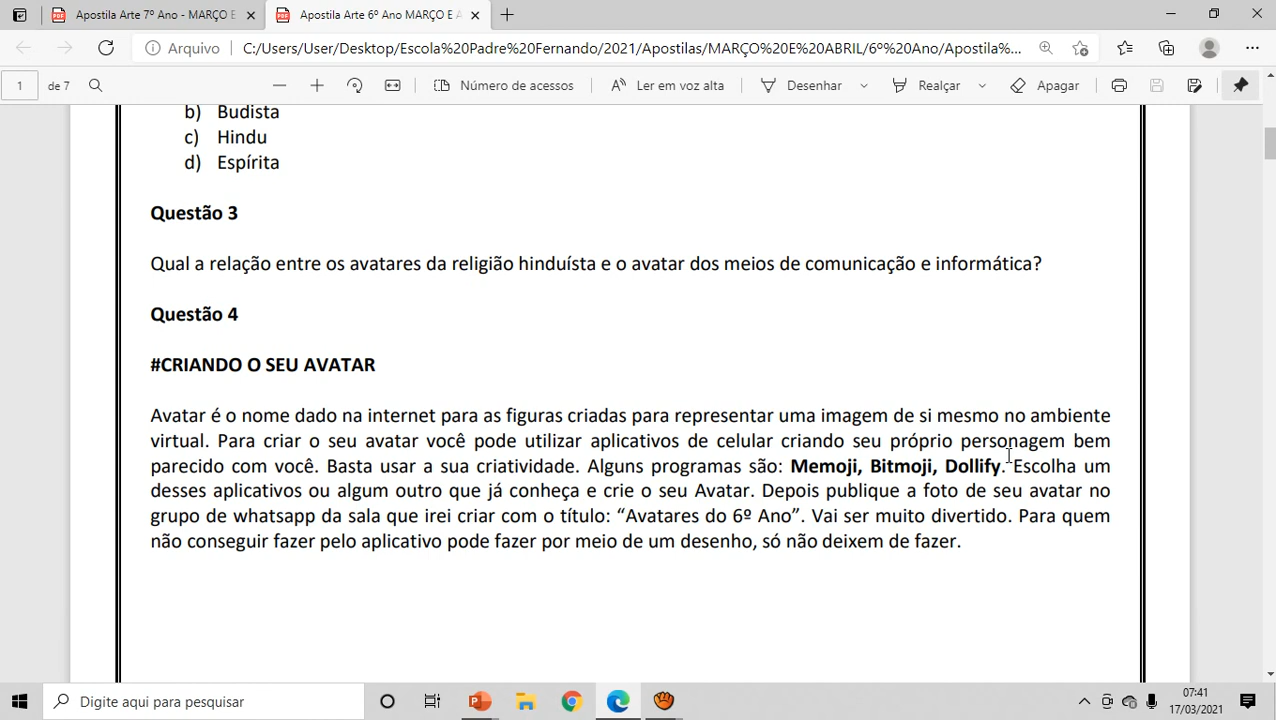 Apostila Arte 7º Ano - MARÇO E
Apostila Arte 6º Ano MARÇO E A
Arquivo
C:/Users/User/Desktop/Escola%20Padre%20Fernando/2021/Apostilas/MARÇO%20E%20ABRIL/6º%20Ano/Apostila%...
1
de 7
Número de acessos
Ler em voz alta
Desenhar
Realçar
Apagar
b) Budista
c) Hindu
d) Espírita
Questão 3
Qual a relação entre os avatares da religião hinduísta e o avatar dos meios de comunicação e informática?
Questão 4
#CRIANDO O SEU AVATAR
Avatar é o nome dado na internet para as figuras criadas para representar uma imagem de si mesmo no ambiente
virtual. Para criar o seu avatar você pode utilizar aplicativos de celular criando seu próprio personagem bem
parecido com você. Basta usar a sua criatividade. Alguns programas são: Memoji, Bitmoji, Dollify. Escolha um
desses aplicativos ou algum outro que já conheça e crie o seu Avatar. Depois publique a foto de seu avatar no
grupo de whatsapp da sala que irei criar com o título: “Avatares do 6º Ano”. Vai ser muito divertido. Para quem
não conseguir fazer pelo aplicativo pode fazer por meio de um desenho, só não deixem de fazer.
Digite aqui para pesquisar
07:41
17/03/2021